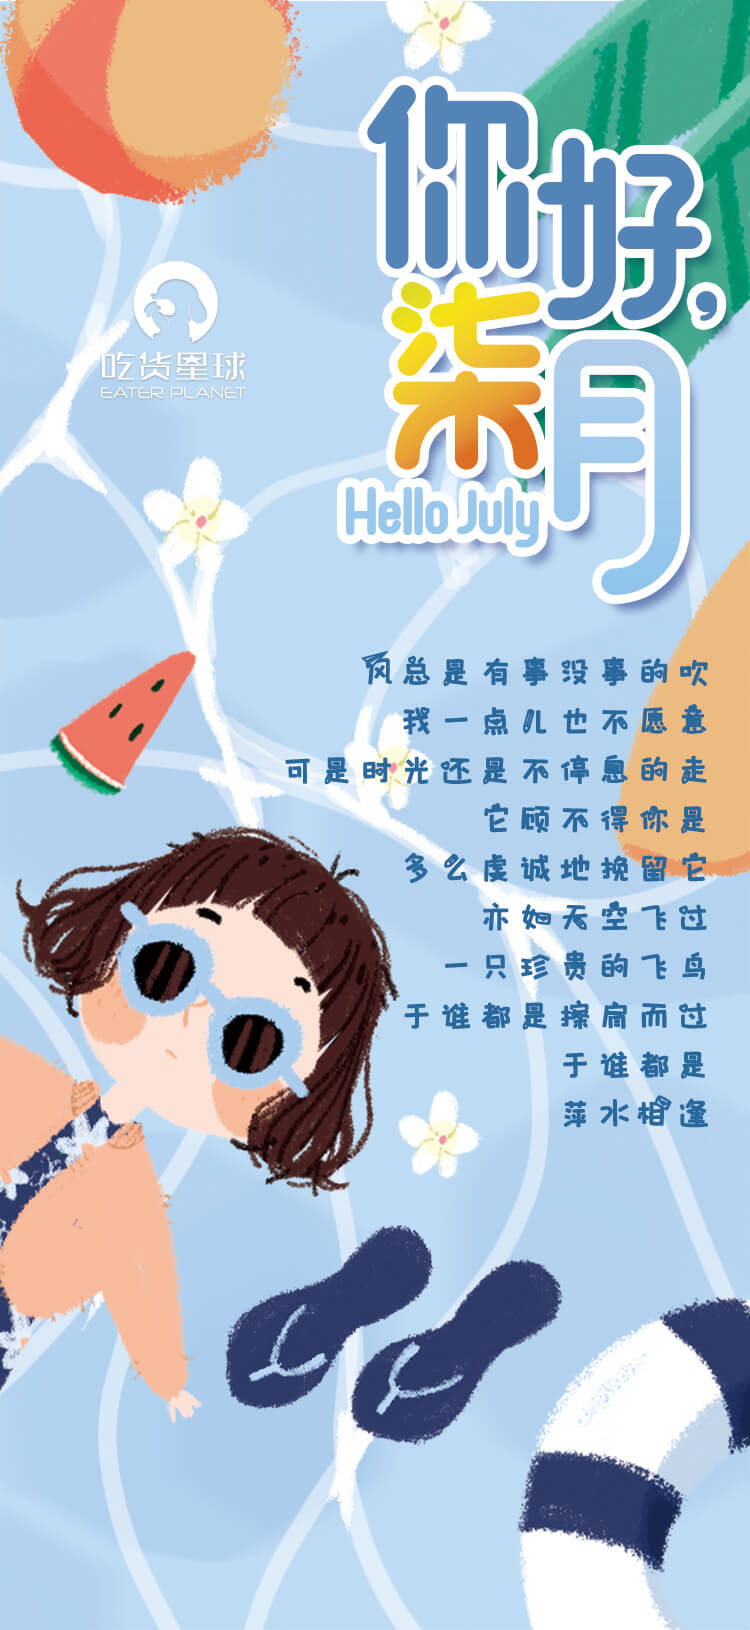 你好,
柒月
Hello July
吃货星球
EATER PLANET
风总是有事没事的吹
我一点儿也不愿意
可是时光还是不停息的走
它顾不得你是
多么虔诚地挽留它
亦如天空飞过
一只珍贵的飞鸟
于谁都是擦肩而过
于谁都是
萍水相逢